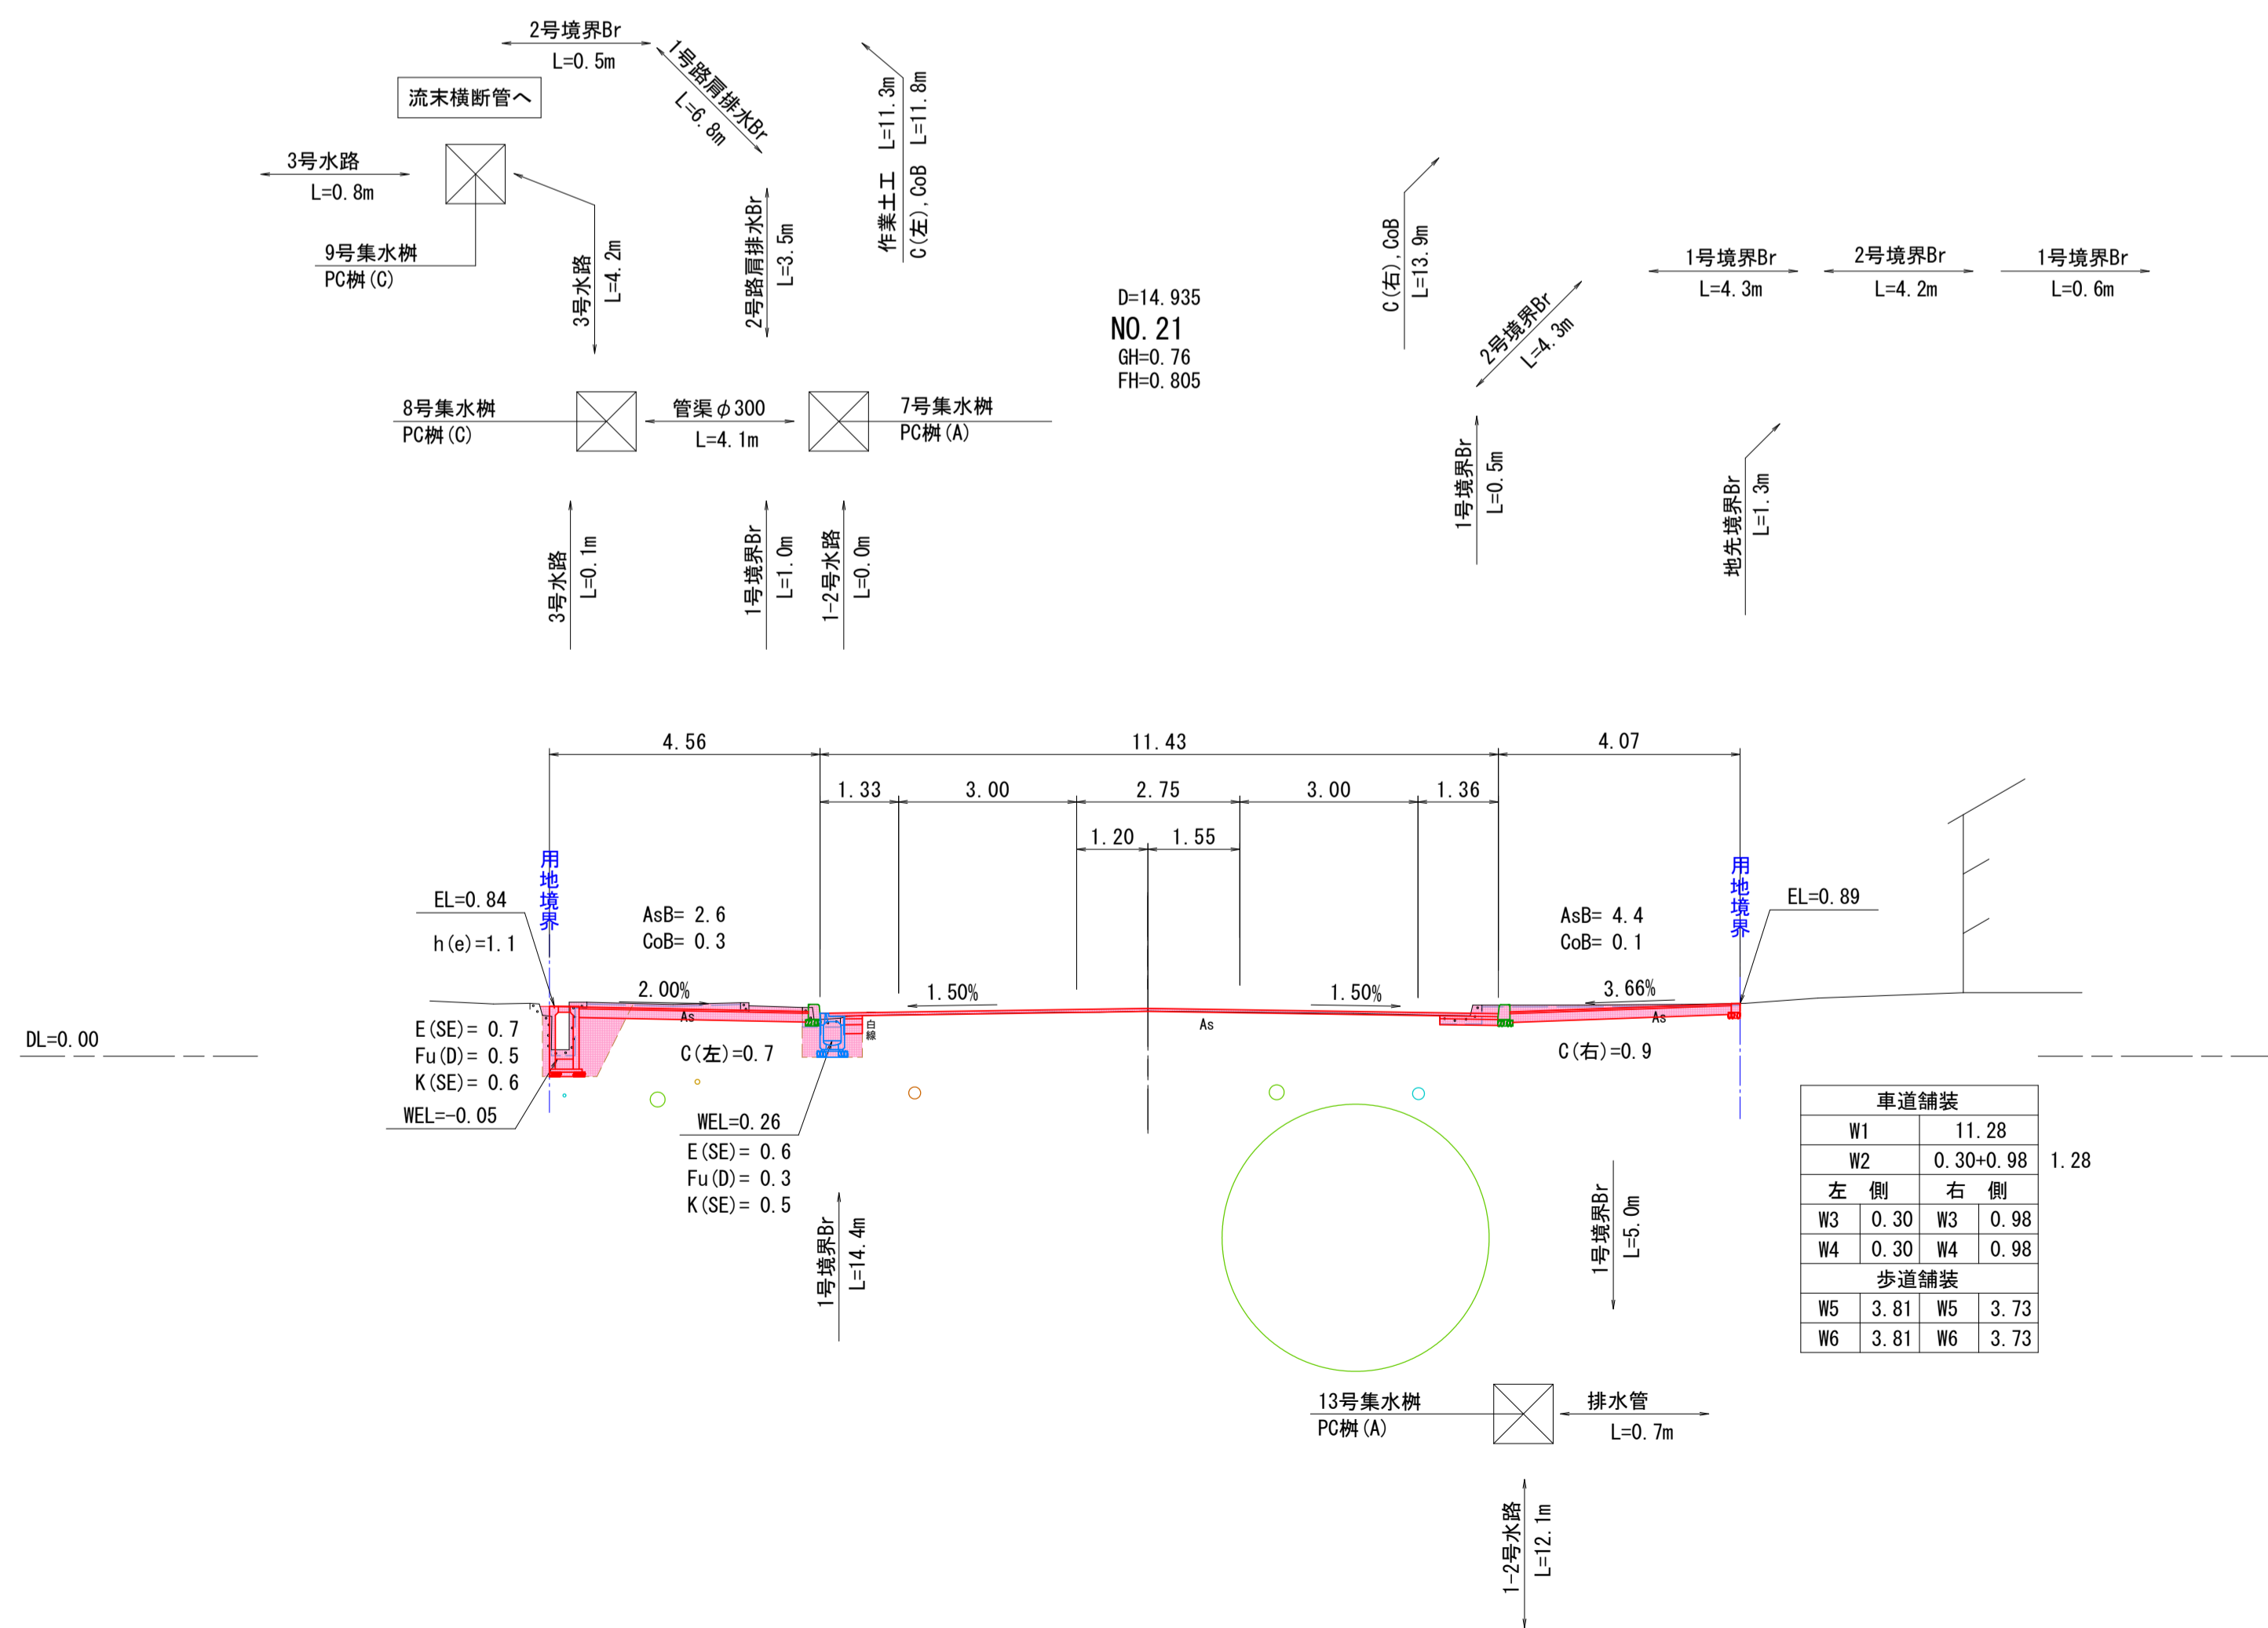 2号境界Br
L=0.5m
1号路肩排水Br
L=6.8m
流末横断管へ
3号水路
L=0.8m
9号集水桝
PC桝(C)
3号水路
L=4.2m
2号路肩排水Br
L=3.5m
作業土工 L=11.3m
C(左),CoB L=11.8m
8号集水桝
PC桝(C)
管渠φ300
L=4.1m
7号集水桝
PC桝(A)
3号水路
L=0.1m
1号境界Br
L=1.0m
1-2号水路
L=0.0m
D=14.935
NO.21
GH=0.76
FH=0.805
C(右),CoB
L=13.9m
2号境界Br
L=4.3m
1号境界Br
L=0.5m
1号境界Br
L=4.3m
2号境界Br
L=4.2m
1号境界Br
L=0.6m
地先境界Br
L=1.3m
4.56
11.43
4.07
1.33
3.00
2.75
3.00
1.36
1.20
1.55
用地境界
用地境界
EL=0.84
h(e)=1.1
AsB= 2.6
CoB= 0.3
AsB= 4.4
CoB= 0.1
EL=0.89
2.00%
1.50%
1.50%
3.66%
As
白線
As
As
DL=0.00
E(SE)= 0.7
Fu(D)= 0.5
K(SE)= 0.6
WEL=-0.05
C(左)=0.7
C(右)=0.9
WEL=0.26
E(SE)= 0.6
Fu(D)= 0.3
K(SE)= 0.5
1号境界Br
L=14.4m
1号境界Br
L=5.0m
車道舗装
W1 11.28
W2 0.30+0.98 1.28
左 側 右 側
W3 0.30 W3 0.98
W4 0.30 W4 0.98
歩道舗装
W5 3.81 W5 3.73
W6 3.81 W6 3.73
13号集水桝
PC桝(A)
排水管
L=0.7m
1-2号水路
L=12.1m